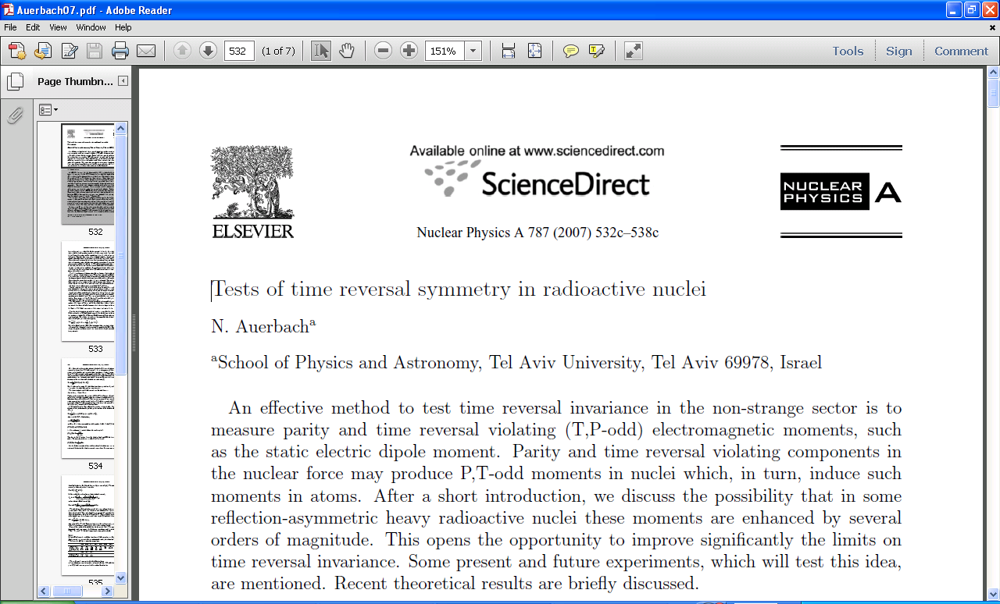 Auerbach07.pdf - Adobe Reader
File Edit View Window Help
532 (1 of 7) 151% Tools Sign Comment
Page Thumbn...
532
533
534
535
ELSEVIER
Available online at www.sciencedirect.com
ScienceDirect
Nuclear Physics A 787 (2007) 532c–538c
NUCLEAR
PHYSICS A
Tests of time reversal symmetry in radioactive nuclei
N. Auerbachᵃ
ᵃSchool of Physics and Astronomy, Tel Aviv University, Tel Aviv 69978, Israel
An effective method to test time reversal invariance in the non-strange sector is to
measure parity and time reversal violating (T,P-odd) electromagnetic moments, such
as the static electric dipole moment. Parity and time reversal violating components in
the nuclear force may produce P,T-odd moments in nuclei which, in turn, induce such
moments in atoms. After a short introduction, we discuss the possibility that in some
reflection-asymmetric heavy radioactive nuclei these moments are enhanced by several
orders of magnitude. This opens the opportunity to improve significantly the limits on
time reversal invariance. Some present and future experiments, which will test this idea,
are mentioned. Recent theoretical results are briefly discussed.